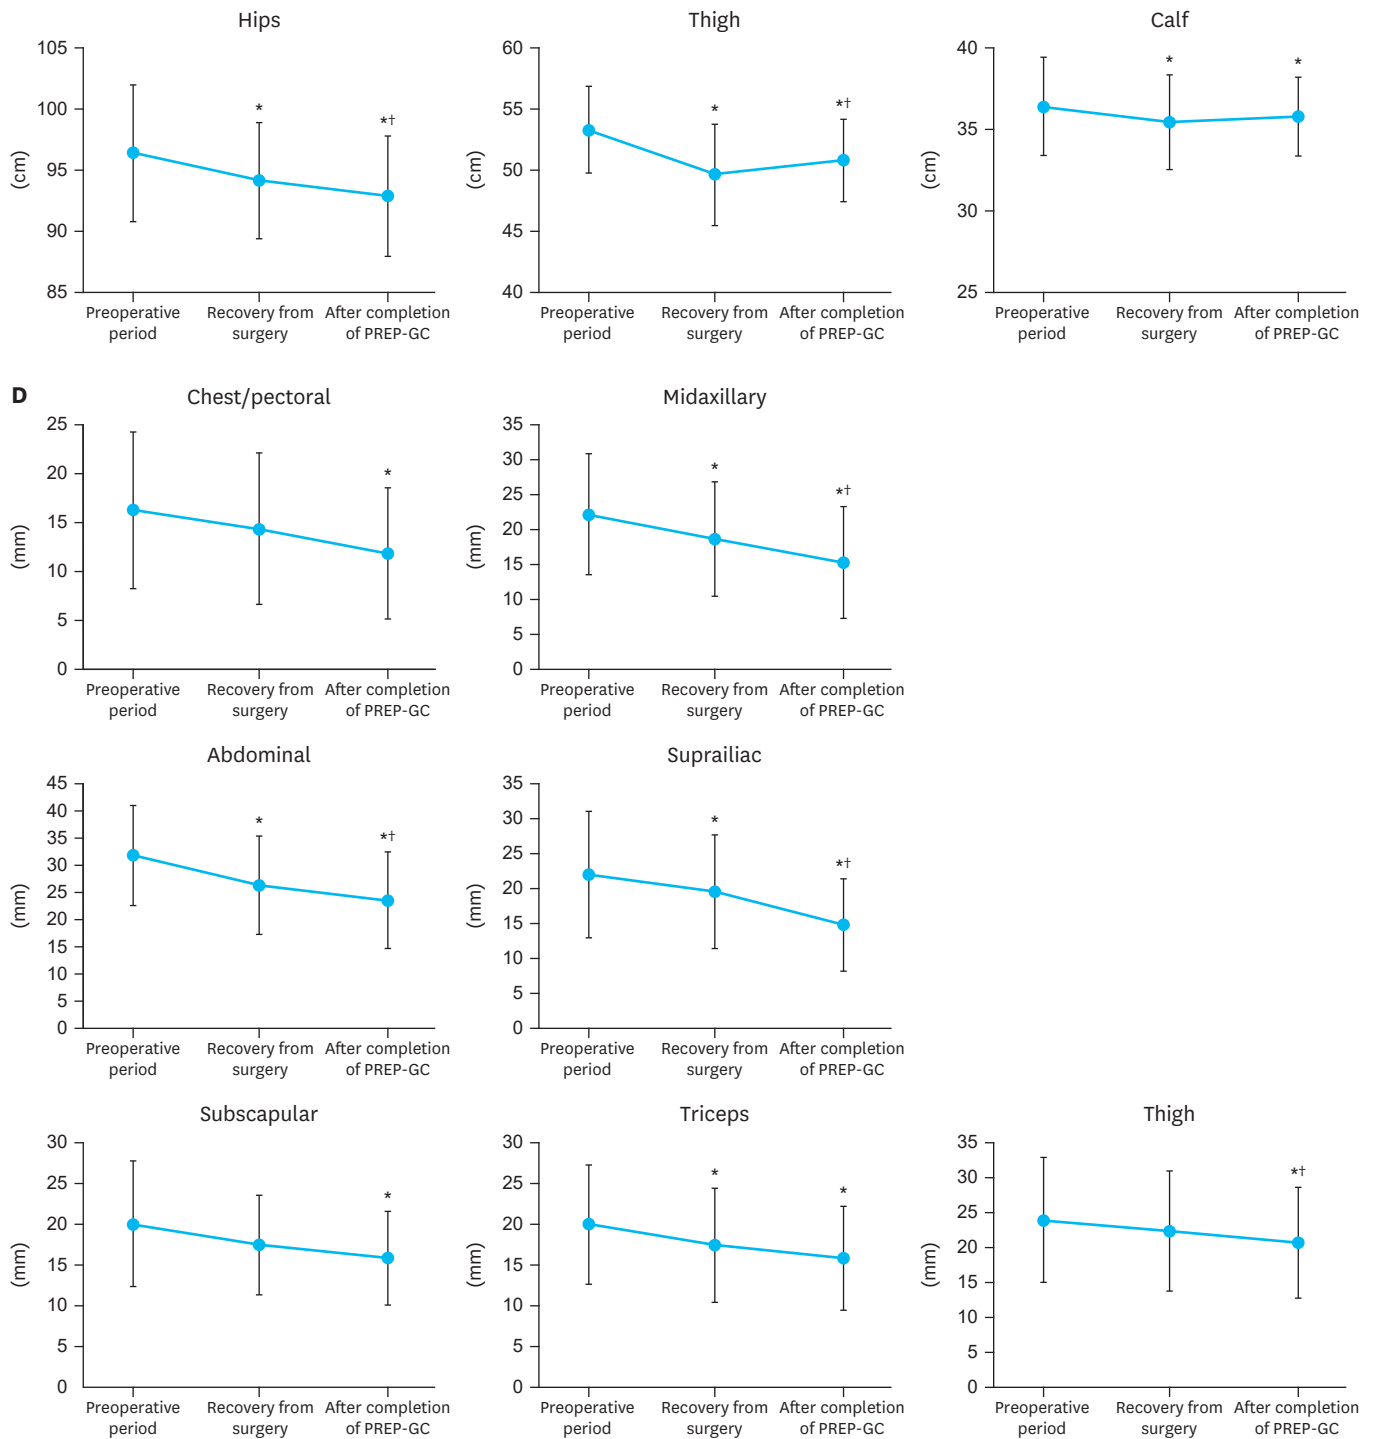 Hips
105
100
95
90
85
(cm)
*
*†
Preoperative period
Recovery from surgery
After completion of PREP-GC
Thigh
60
55
50
45
40
(cm)
*
*†
Preoperative period
Recovery from surgery
After completion of PREP-GC
Calf
40
35
30
25
(cm)
*
*
Preoperative period
Recovery from surgery
After completion of PREP-GC
D
Chest/pectoral
25
20
15
10
5
0
(mm)
*
Preoperative period
Recovery from surgery
After completion of PREP-GC
Midaxillary
35
30
25
20
15
10
5
0
(mm)
*
*†
Preoperative period
Recovery from surgery
After completion of PREP-GC
Abdominal
45
40
35
30
25
20
15
10
5
0
(mm)
*
*†
Preoperative period
Recovery from surgery
After completion of PREP-GC
Suprailiac
35
30
25
20
15
10
5
0
(mm)
*
*†
Preoperative period
Recovery from surgery
After completion of PREP-GC
Subscapular
30
25
20
15
10
5
0
(mm)
*
Preoperative period
Recovery from surgery
After completion of PREP-GC
Triceps
30
25
20
15
10
5
0
(mm)
*
*
Preoperative period
Recovery from surgery
After completion of PREP-GC
Thigh
35
30
25
20
15
10
5
0
(mm)
*†
Preoperative period
Recovery from surgery
After completion of PREP-GC